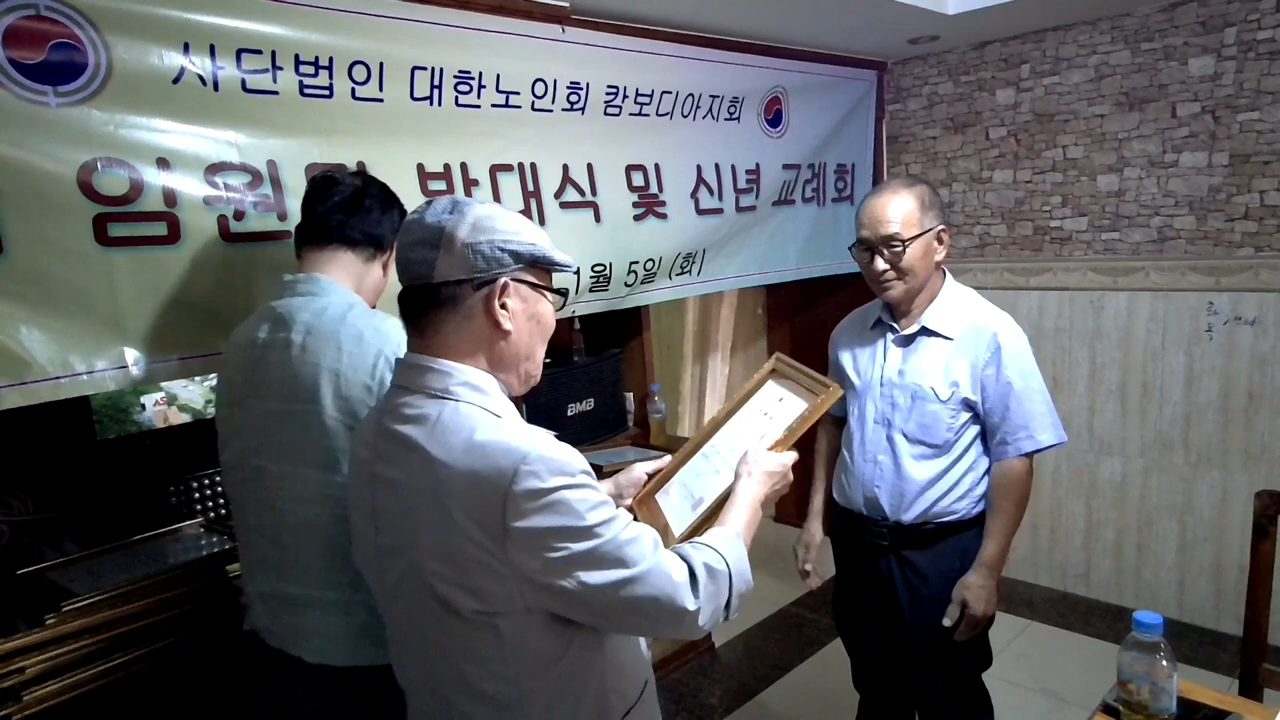 사단법인 대한노인회 캄보디아지회
임원 발대식 및 신년 교례회
1월 5일 (화)
BMB